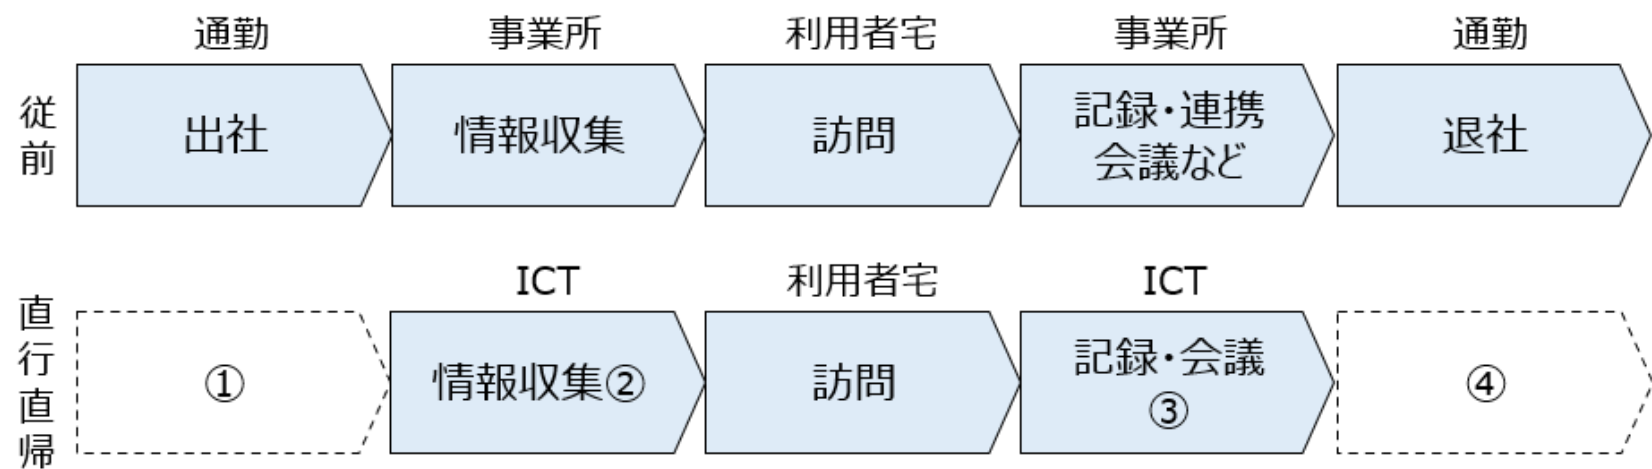 通勤
事業所
利用者宅
事業所
通勤
従前
出社
情報収集
訪問
記録・連携
会議など
退社
ICT
利用者宅
ICT
直行直帰
①
情報収集②
訪問
記録・会議
③
④